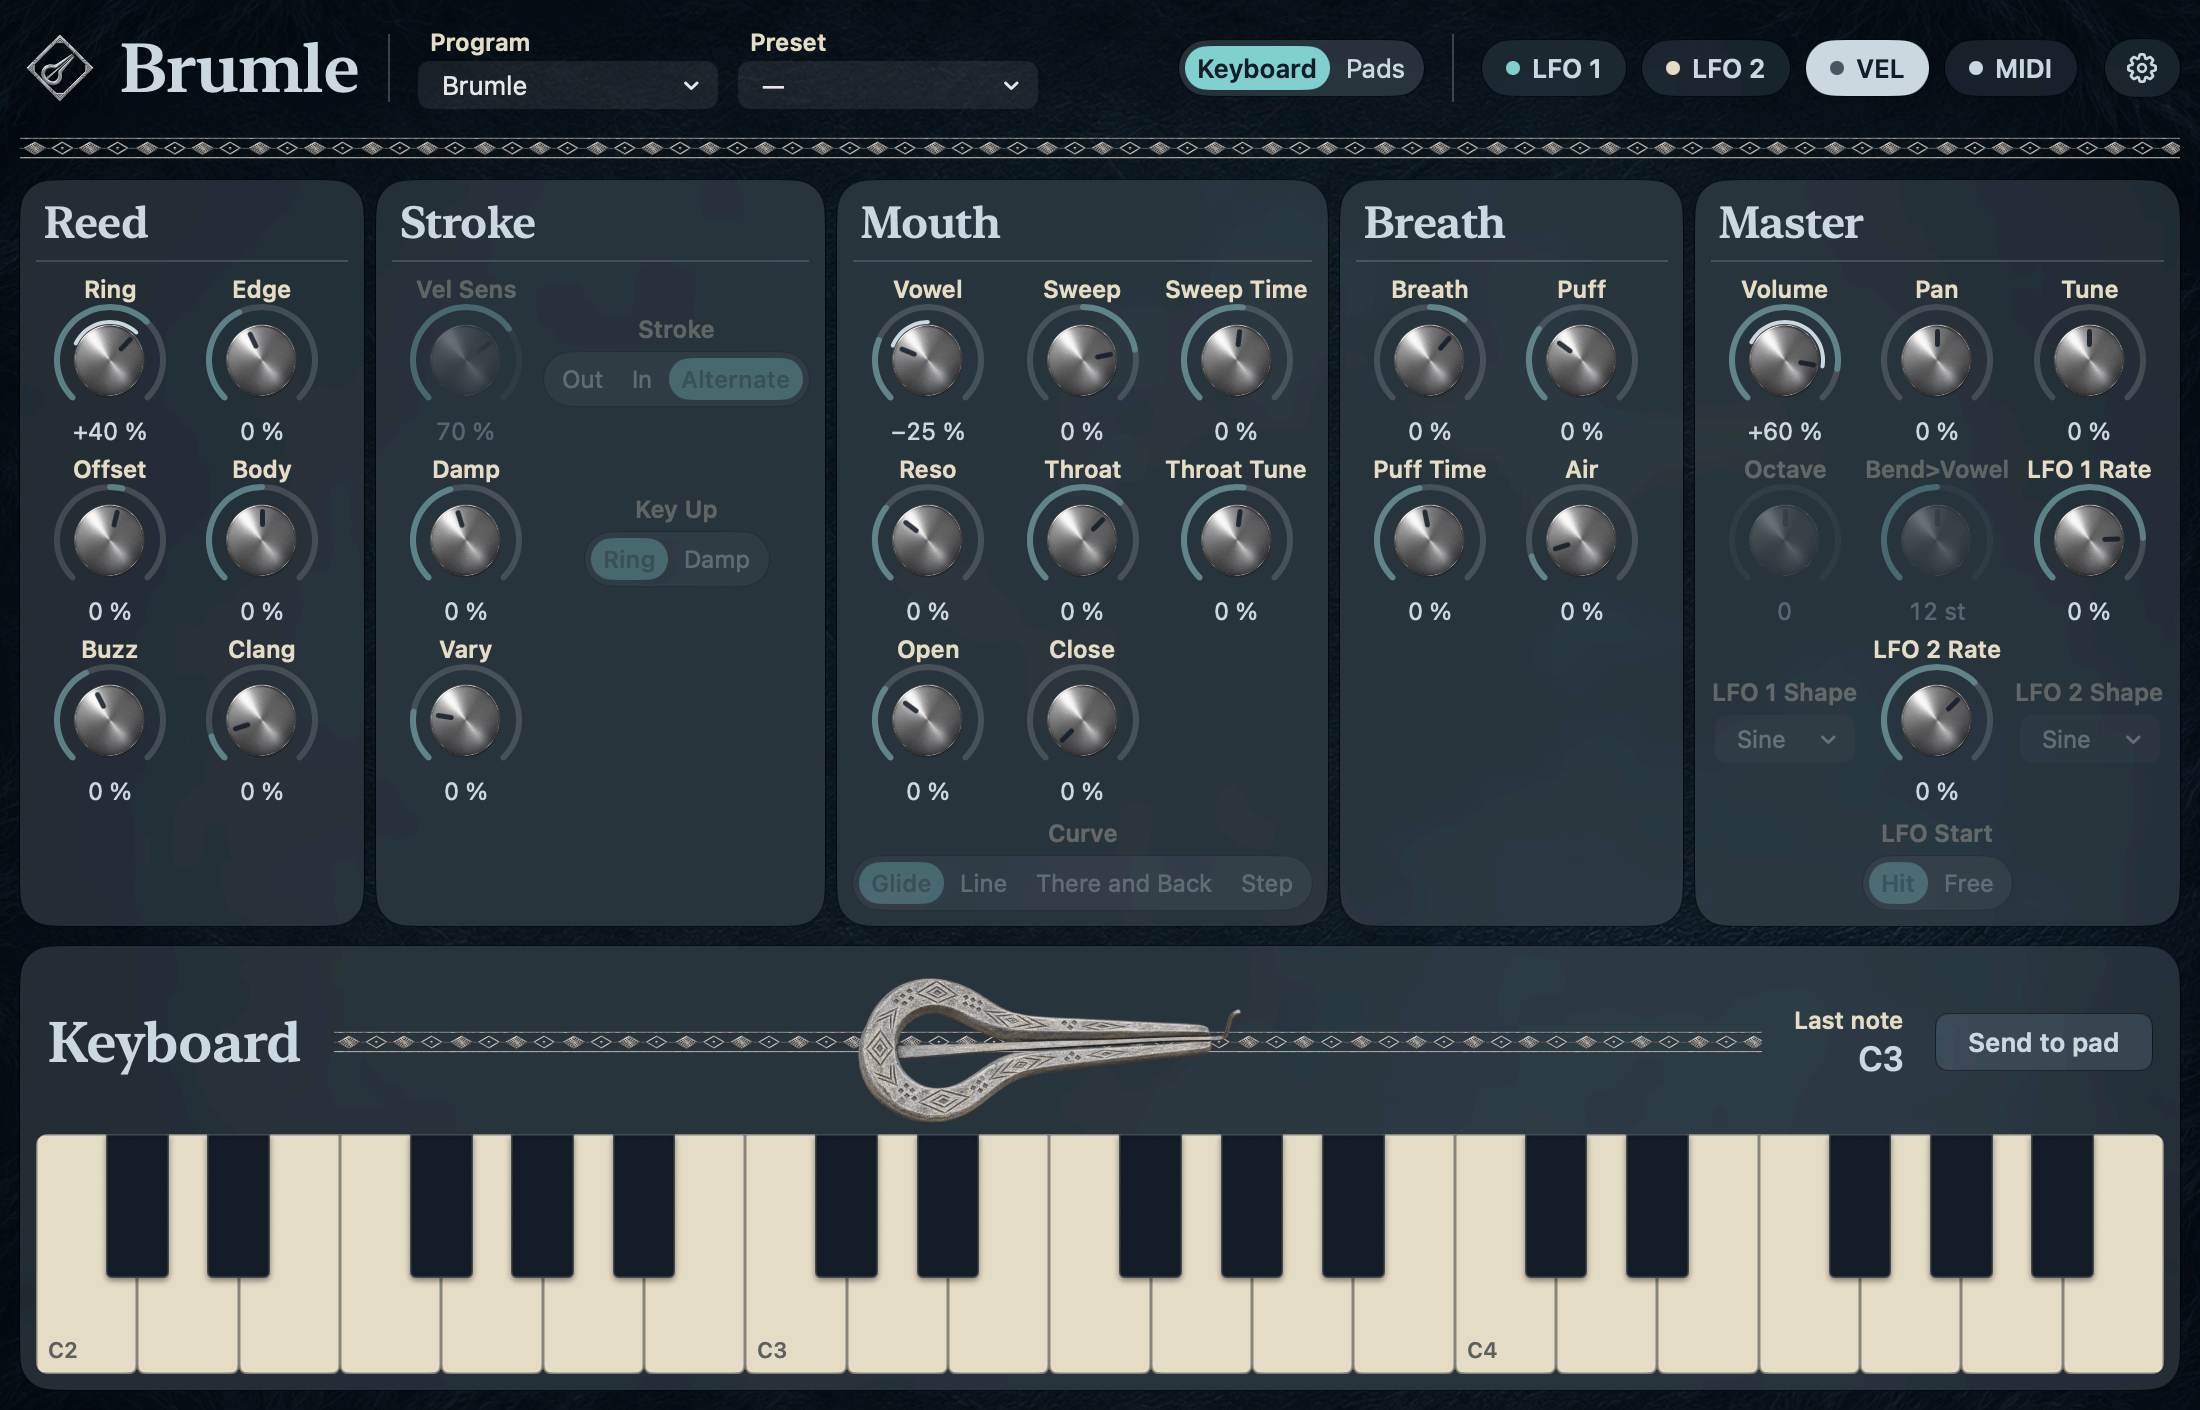 Brumle
Program
Brumle
Preset
—
Keyboard Pads
LFO 1
LFO 2
VEL
MIDI
Reed
Ring Edge
+40 % 0 %
Offset Body
0 % 0 %
Buzz Clang
0 % 0 %
Stroke
Vel Sens
70 %
Stroke
Out In Alternate
Damp
0 %
Key Up
Ring Damp
Vary
0 %
Mouth
Vowel Sweep Sweep Time
−25 % 0 % 0 %
Reso Throat Throat Tune
0 % 0 % 0 %
Open Close
0 % 0 %
Curve
Glide Line There and Back Step
Breath
Breath Puff
0 % 0 %
Puff Time Air
0 % 0 %
Master
Volume Pan Tune
+60 % 0 % 0 %
Octave Bend>Vowel LFO 1 Rate
0 12 st 0 %
LFO 1 Shape
Sine
LFO 2 Rate
0 %
LFO 2 Shape
Sine
LFO Start
Hit Free
Keyboard
Last note
C3
Send to pad
C2 C3 C4